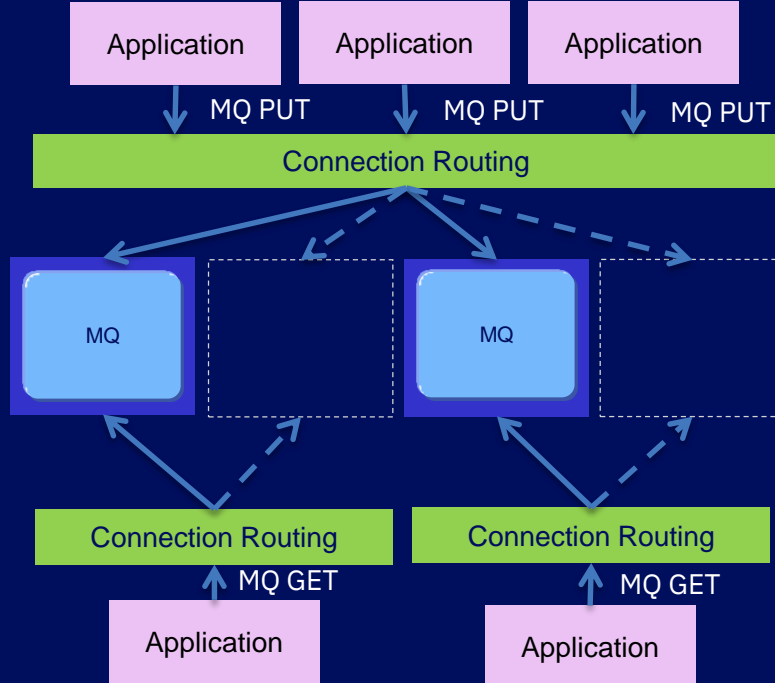 Application
Application
Application
MQ PUT
MQ PUT
MQ PUT
Connection Routing
MQ
MQ
Connection Routing
Connection Routing
MQ GET
MQ GET
Application
Application